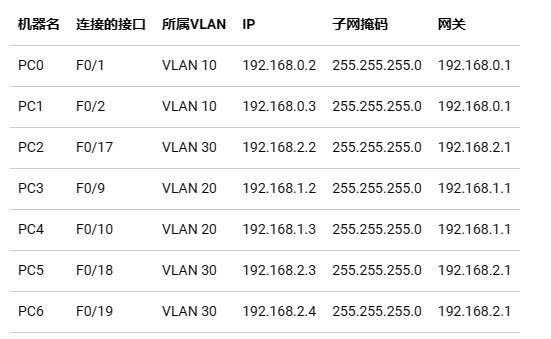 机器名 连接的接口 所属VLAN IP 子网掩码 网关
PC0 F0/1 VLAN 10 192.168.0.2 255.255.255.0 192.168.0.1
PC1 F0/2 VLAN 10 192.168.0.3 255.255.255.0 192.168.0.1
PC2 F0/17 VLAN 30 192.168.2.2 255.255.255.0 192.168.2.1
PC3 F0/9 VLAN 20 192.168.1.2 255.255.255.0 192.168.1.1
PC4 F0/10 VLAN 20 192.168.1.3 255.255.255.0 192.168.1.1
PC5 F0/18 VLAN 30 192.168.2.3 255.255.255.0 192.168.2.1
PC6 F0/19 VLAN 30 192.168.2.4 255.255.255.0 192.168.2.1